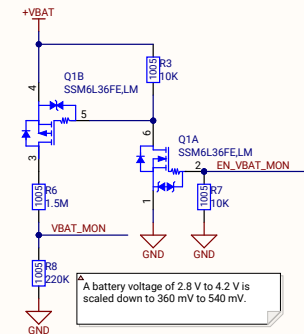 +VBAT
Q1B
SSM6L36FE,LM
R3
10K
1005
4
5
3
6
Q1A
SSM6L36FE,LM
2
EN_VBAT_MON
1
R6
1.5M
1005
R7
10K
1005
VBAT_MON
GND
GND
R8
220K
1005
A battery voltage of 2.8 V to 4.2 V is
scaled down to 360 mV to 540 mV.
GND